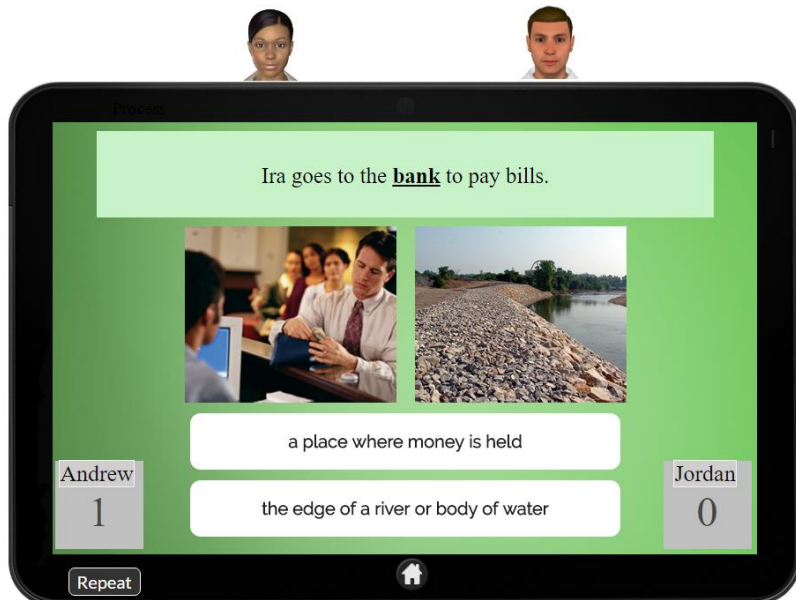 Process
Ira goes to the bank to pay bills.
a place where money is held
the edge of a river or body of water
Andrew
1
Jordan
0
Repeat